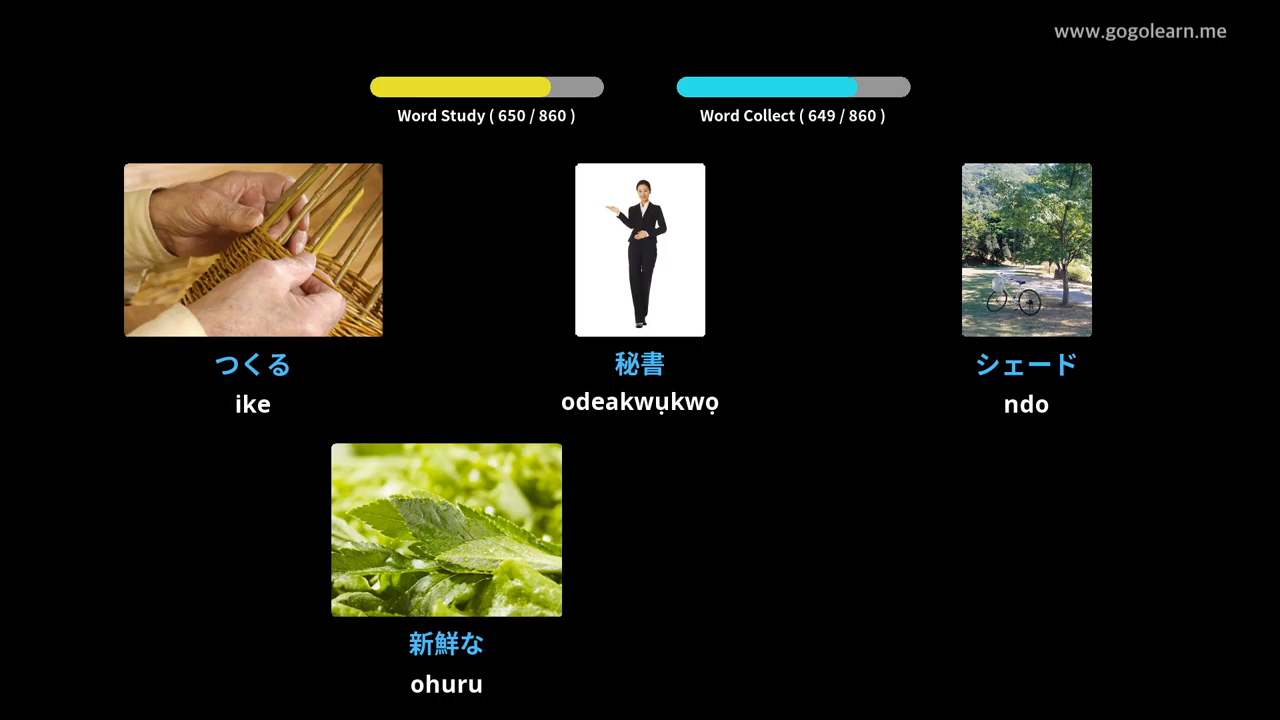 www.gogolearn.me
Word Study ( 650 / 860 )
Word Collect ( 649 / 860 )
つくる
ike
秘書
odeakwụkwọ
シェード
ndo
新鮮な
ohuru